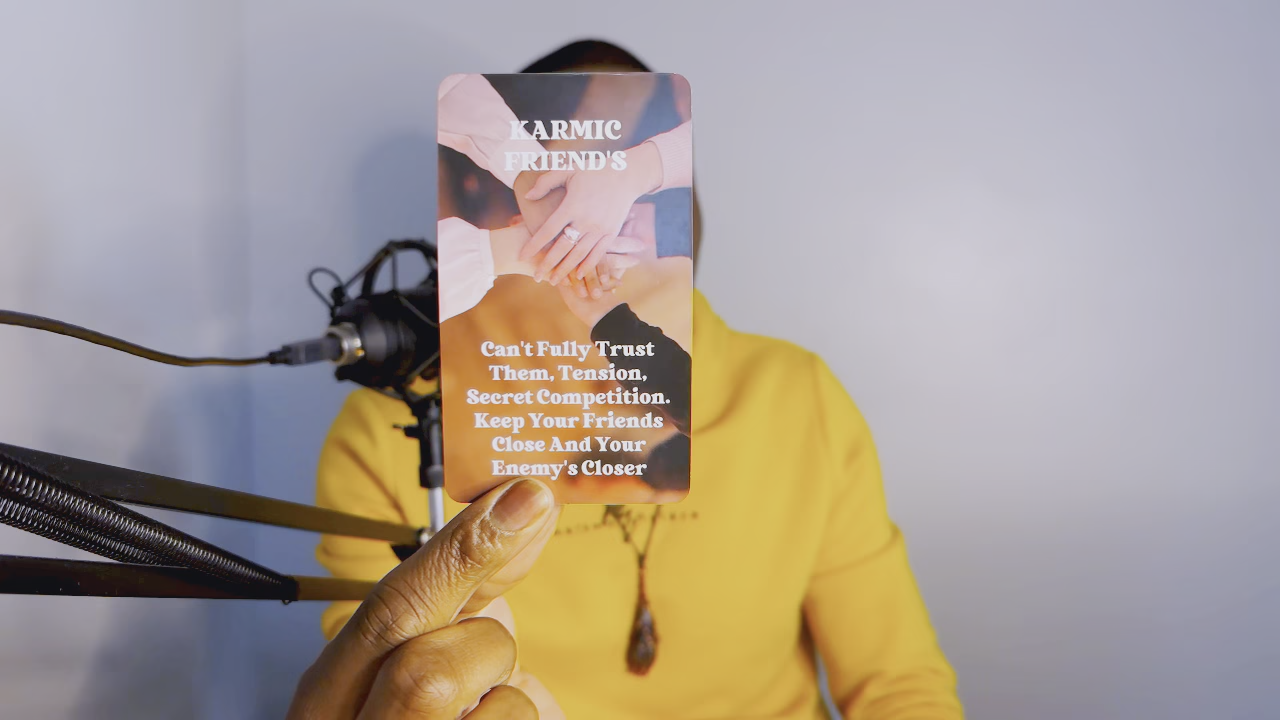 KARMIC
FRIEND'S
Can't Fully Trust
Them, Tension,
Secret Competition.
Keep Your Friends
Close And Your
Enemy's Closer